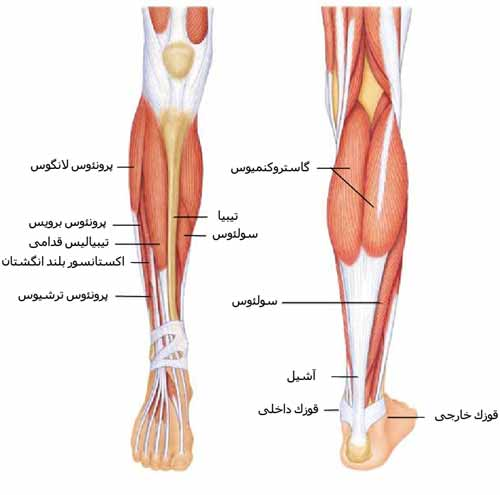 پرونئوس لانگوس
پرونئوس برویس
تیبیالیس قدامی
اکستانسور بلند انگشتان
پرونئوس ترشیوس
تیبیا
سولئوس
گاستروکنمیوس
سولئوس
آشیل
قوزک داخلی
قوزک خارجی